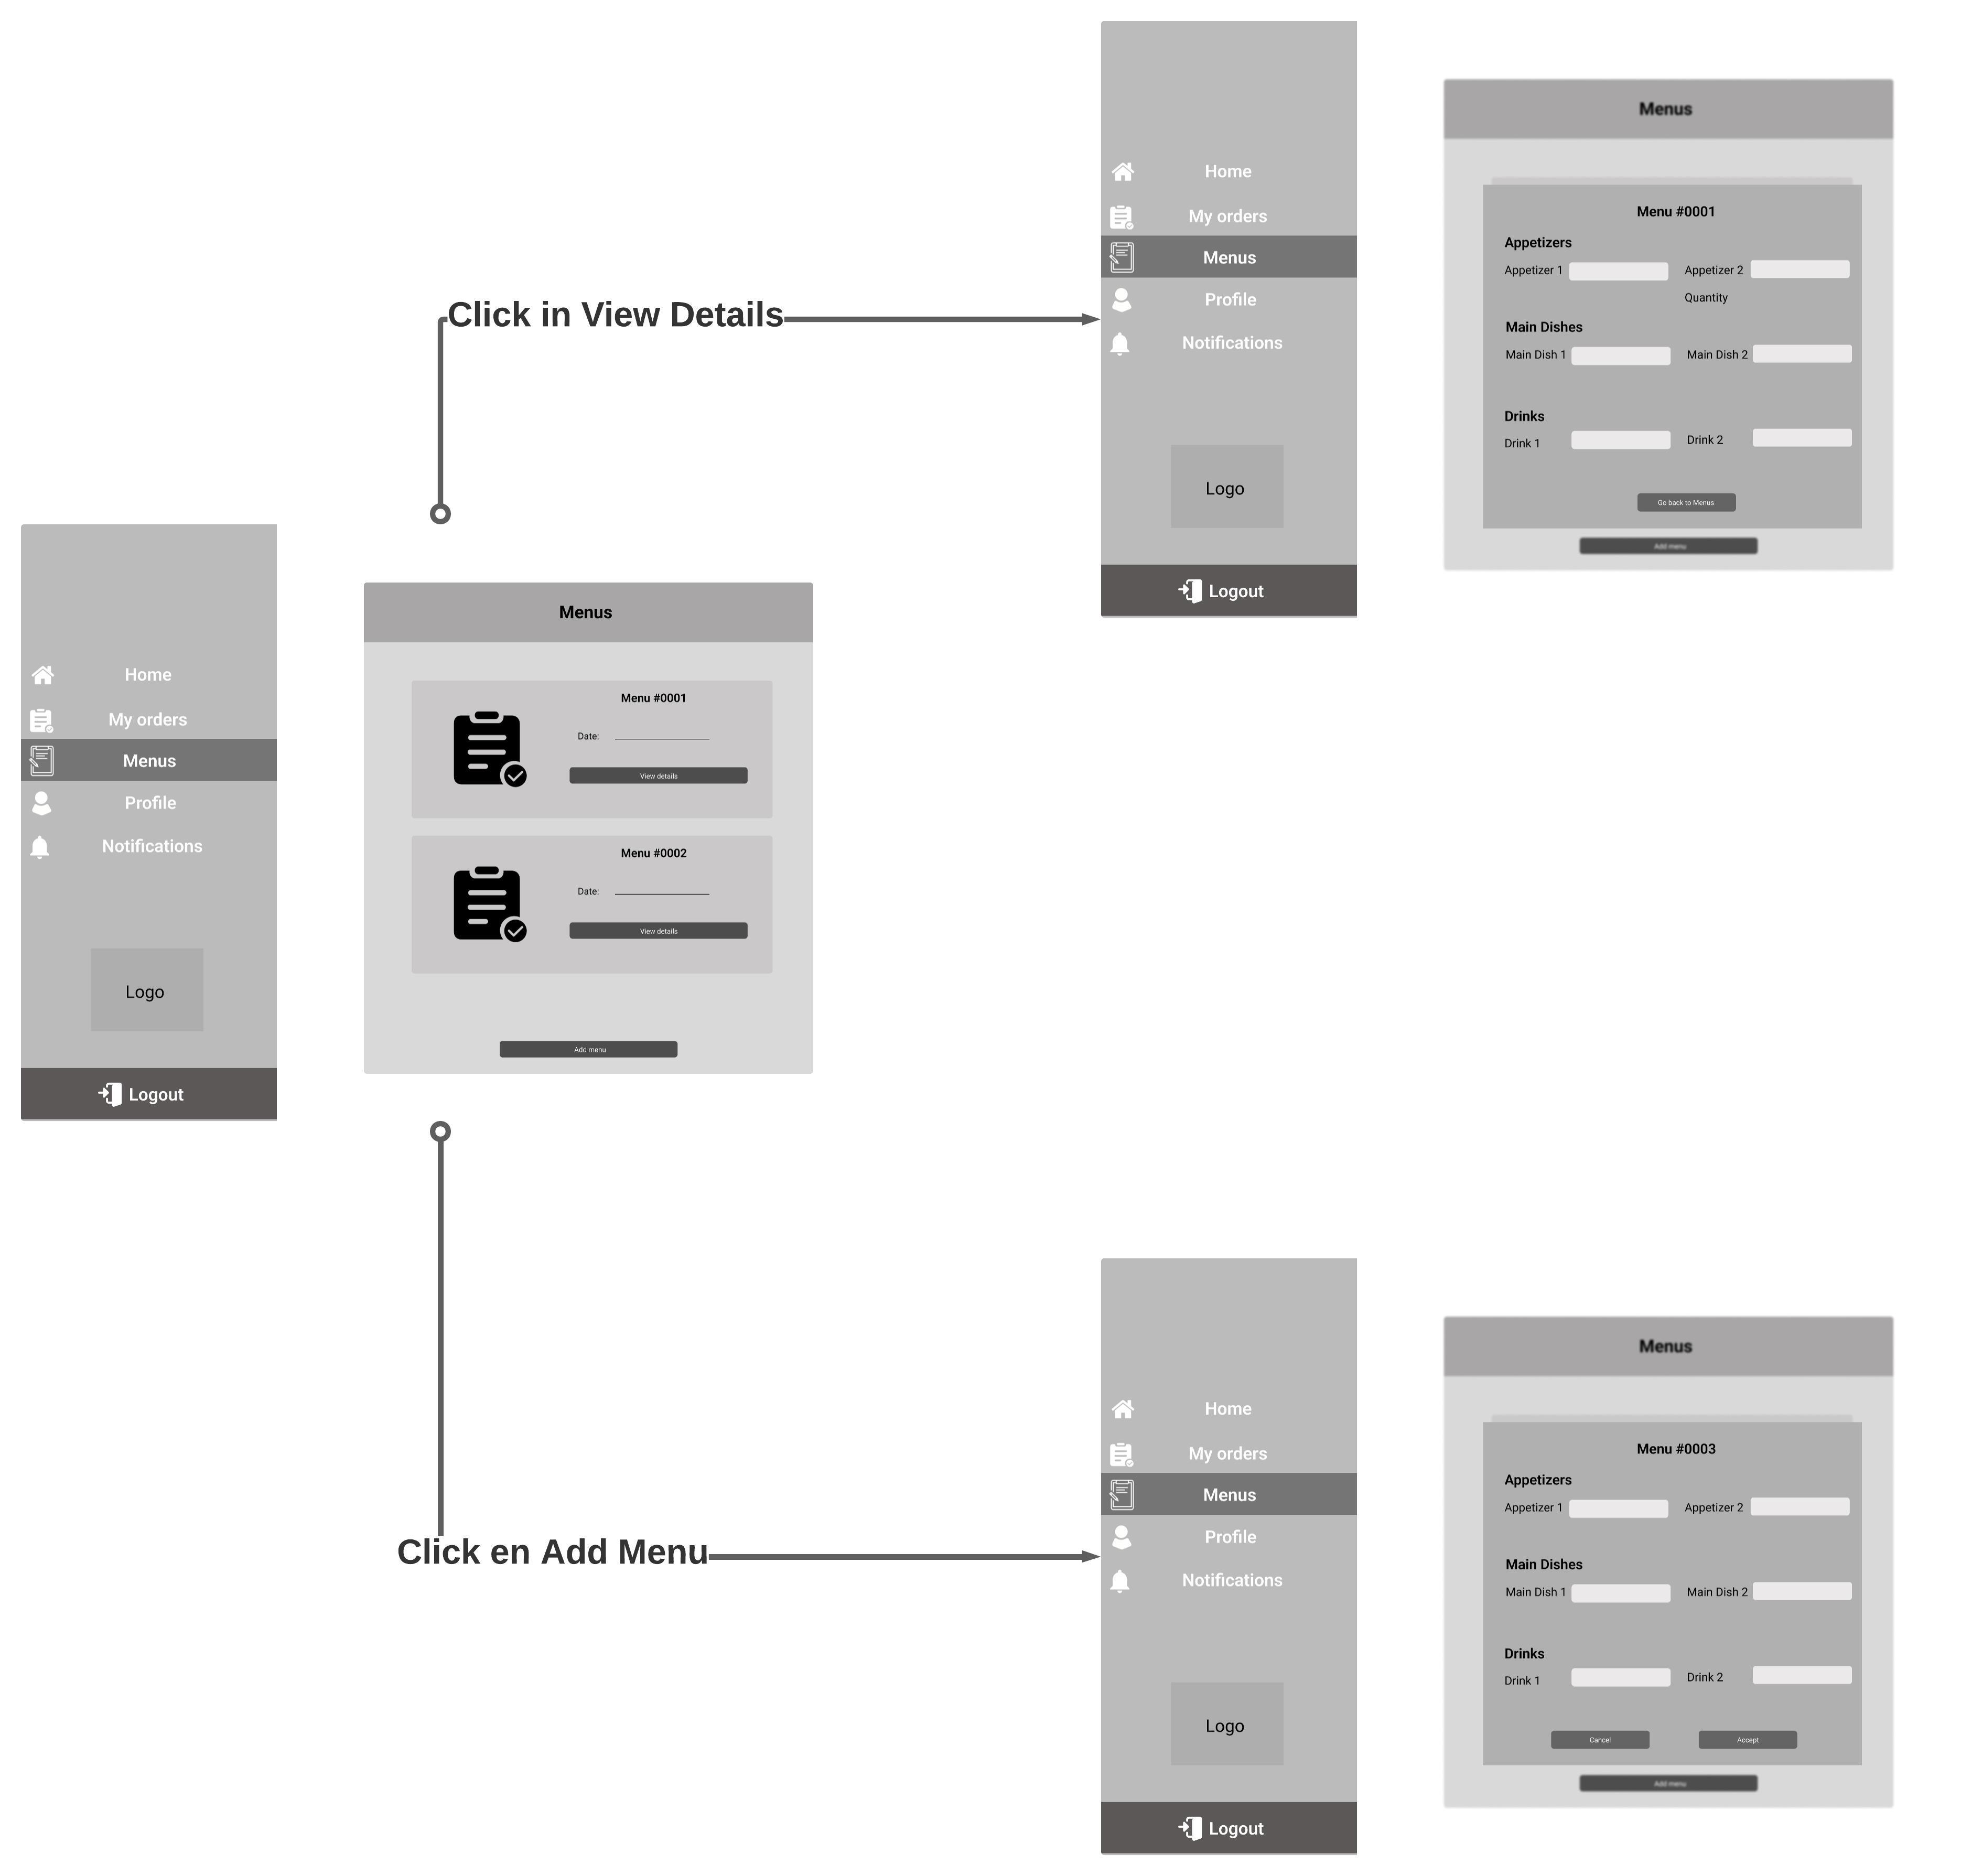 Home
My orders
Menus
Profile
Notifications
Logo
Logout
Menus
Menu #0001
Appetizers
Appetizer 1 Appetizer 2
Quantity
Main Dishes
Main Dish 1 Main Dish 2
Drinks
Drink 1 Drink 2
Go back to Menus
Add menu
Click in View Details
Home
My orders
Menus
Profile
Notifications
Logo
Logout
Menus
Menu #0001
Date:
View details
Menu #0002
Date:
View details
Add menu
Click en Add Menu
Home
My orders
Menus
Profile
Notifications
Logo
Logout
Menus
Menu #0003
Appetizers
Appetizer 1 Appetizer 2
Main Dishes
Main Dish 1 Main Dish 2
Drinks
Drink 1 Drink 2
Cancel Accept
Add menu